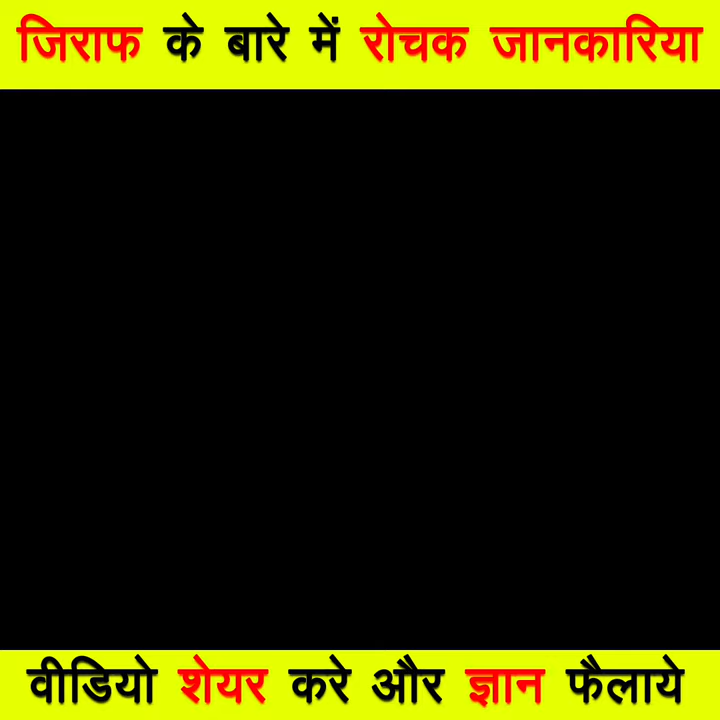 जिराफ के बारे में रोचक जानकारिया
वीडियो शेयर करे और ज्ञान फैलाये